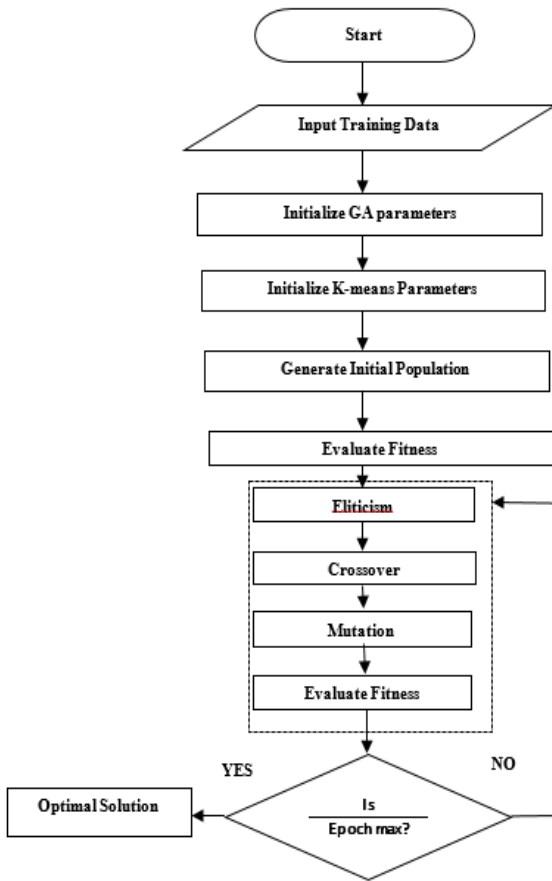 Start
Input Training Data
Initialize GA parameters
Initialize K-means Parameters
Generate Initial Population
Evaluate Fitness
Eliticism
Crossover
Mutation
Evaluate Fitness
YES
NO
Optimal Solution
Is
Epoch max?